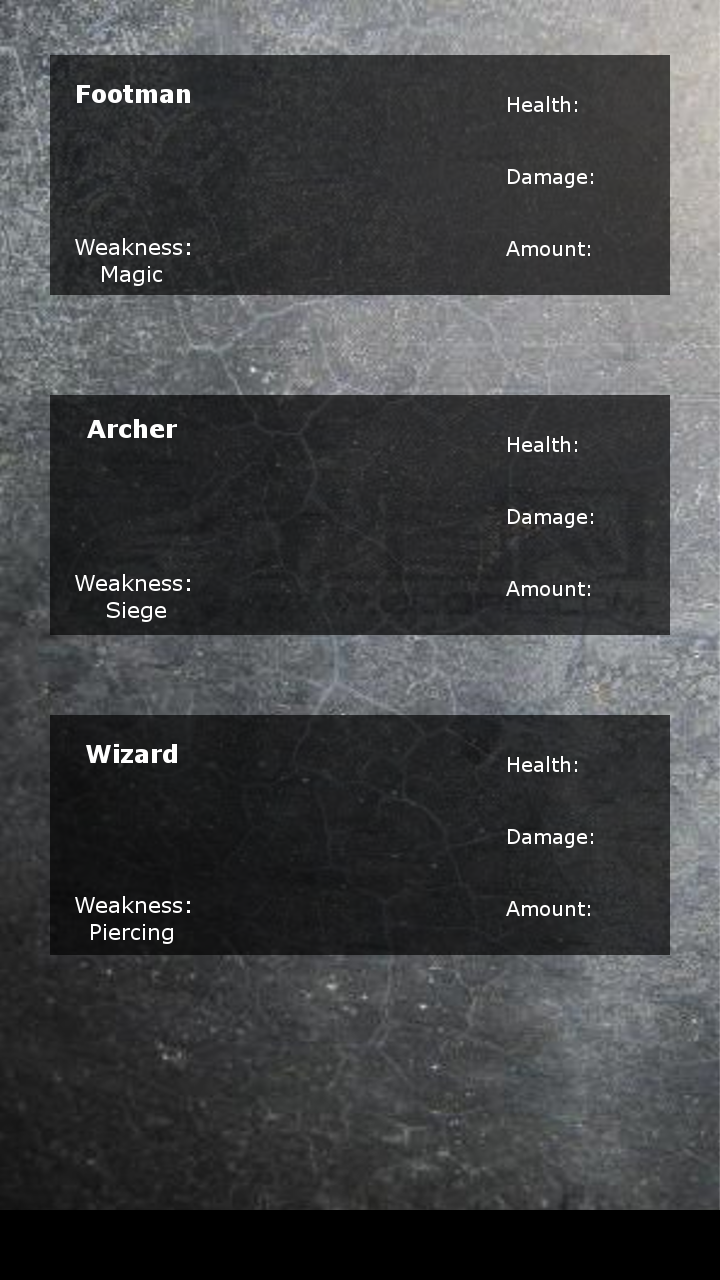 Footman
Health:
Damage:
Weakness:
Magic
Amount:
Archer
Health:
Damage:
Weakness:
Siege
Amount:
Wizard
Health:
Damage:
Weakness:
Piercing
Amount: